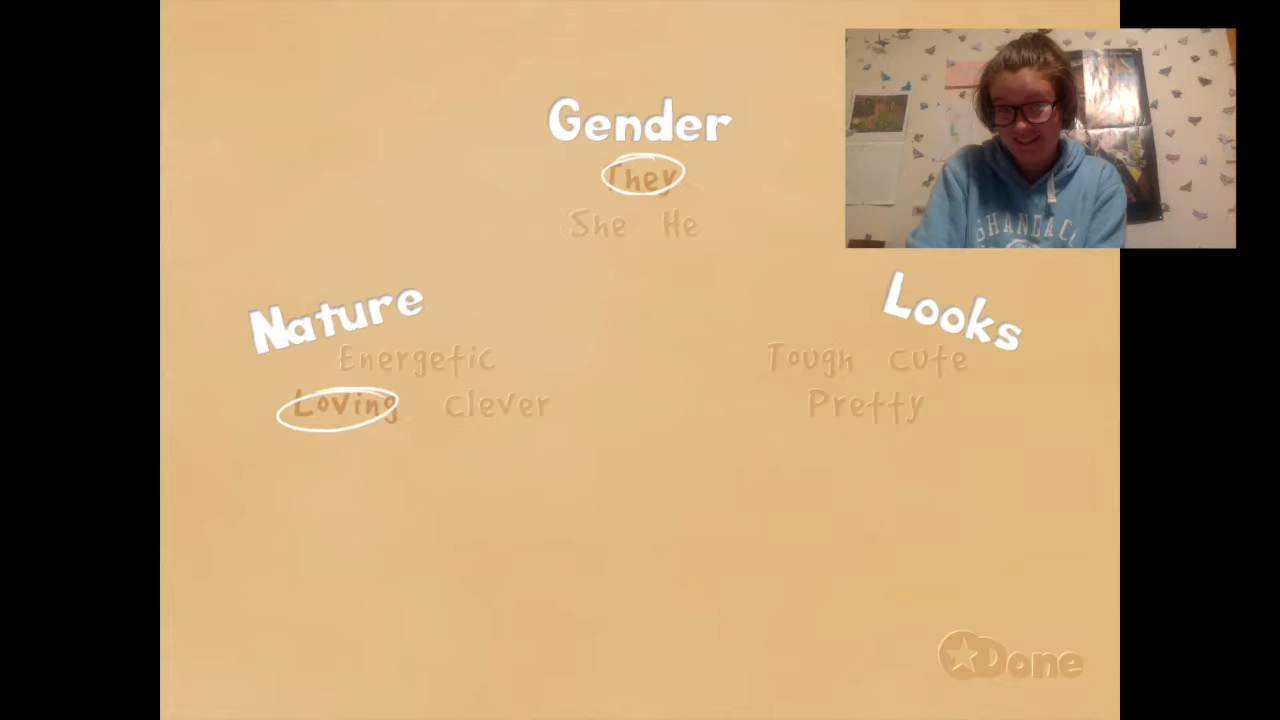 Gender
They
She He
Nature
Energetic
Loving Clever
Looks
Tough Cute
Pretty
Done